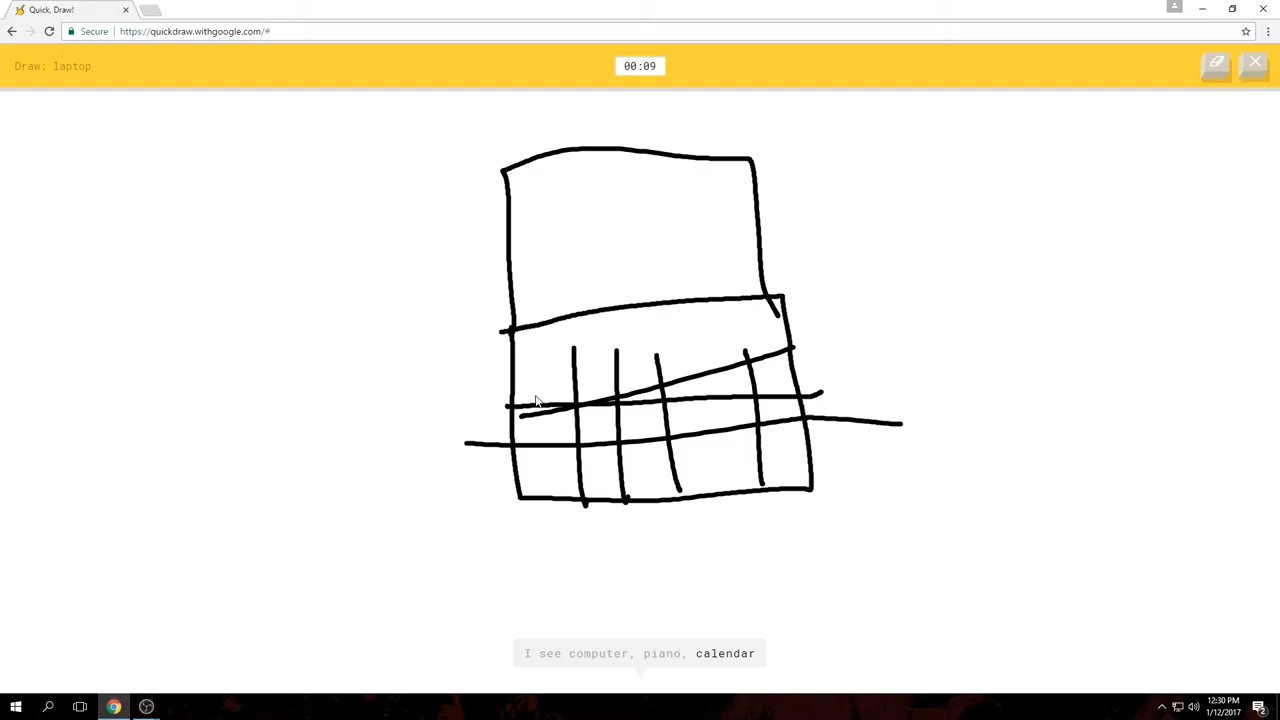 Quick, Draw!
Secure https://quickdraw.withgoogle.com/#
Draw: laptop 00:09
I see computer, piano, calendar
12:30 PM
1/12/2017
2